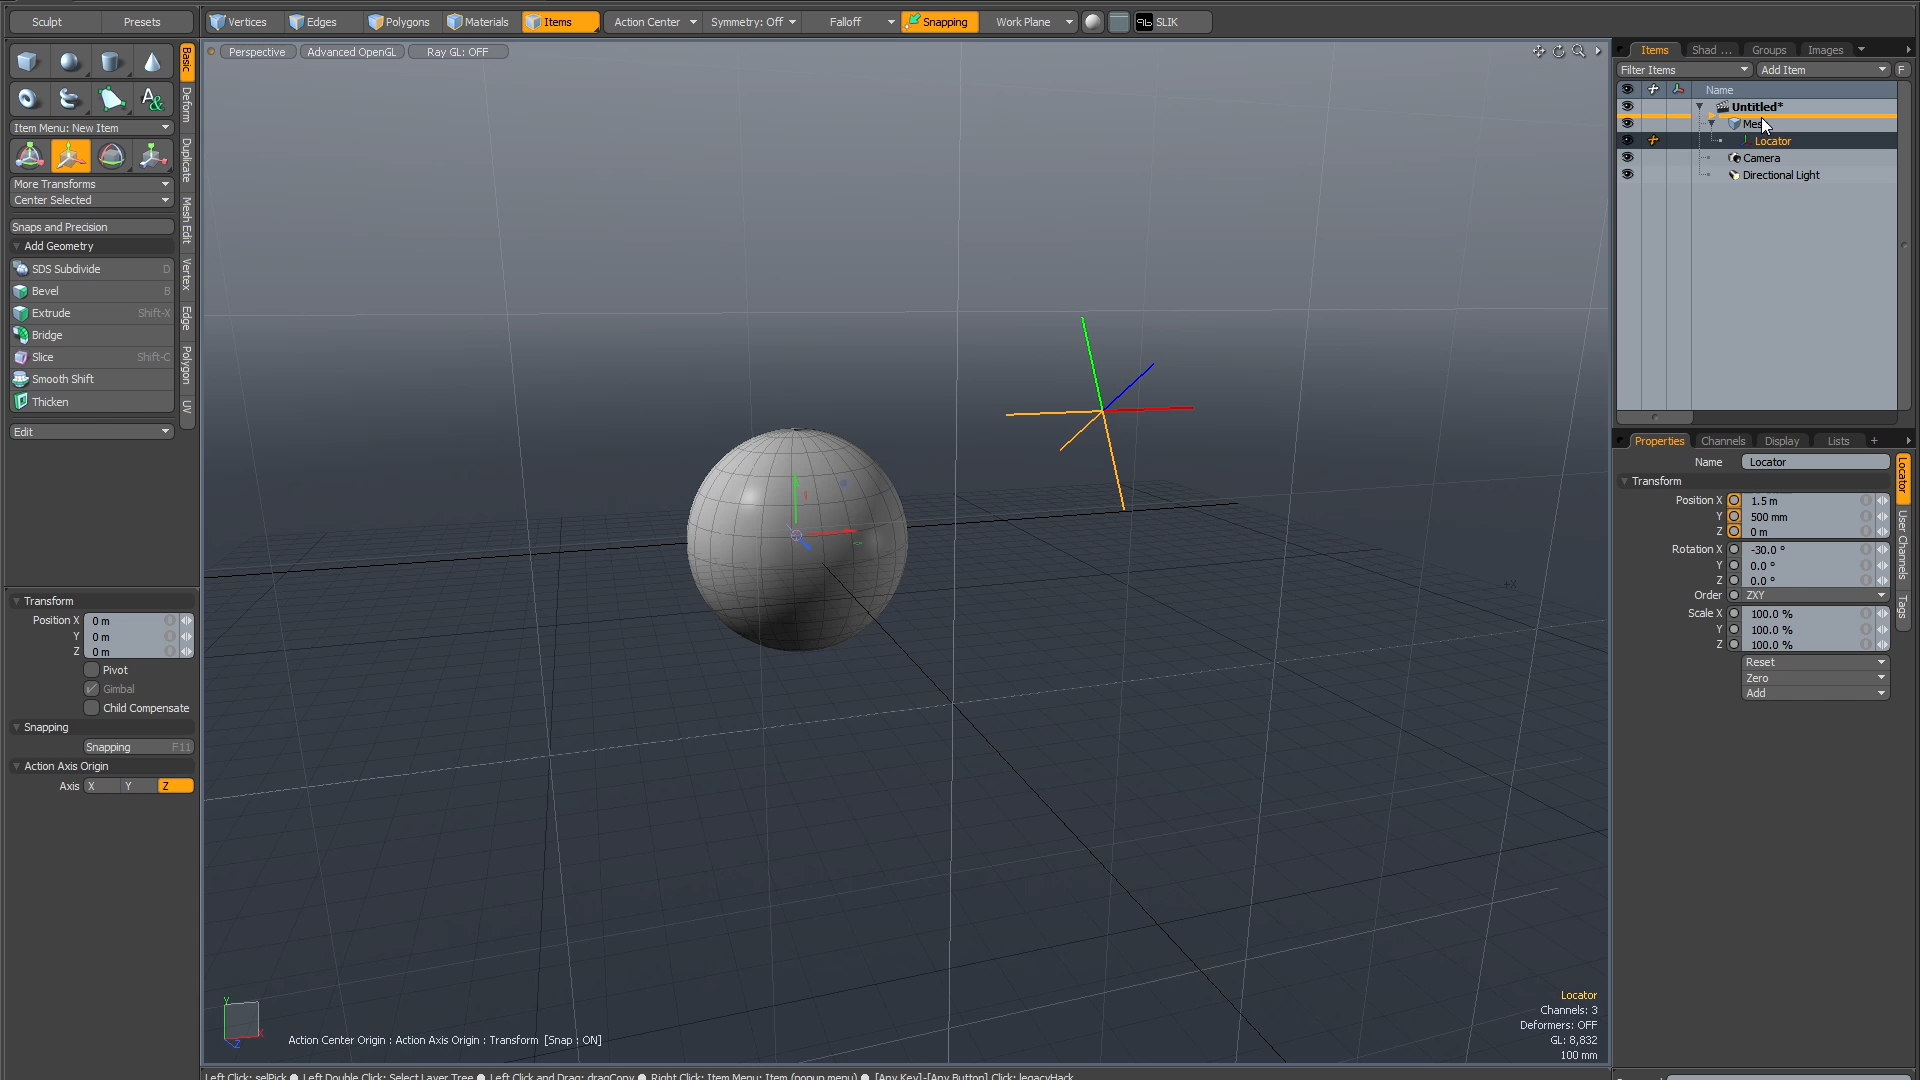 Sculpt Presets
Vertices Edges Polygons Materials Items Action Center Symmetry: Off Falloff Snapping Work Plane SLIK
Perspective Advanced OpenGL Ray GL: OFF
Basic
Deform
Duplicate
Mesh Edit
Vertex
Edge
Polygon
UV
Item Menu: New Item
More Transforms
Center Selected
Snaps and Precision
Add Geometry
SDS Subdivide D
Bevel B
Extrude Shift-X
Bridge
Slice Shift-C
Smooth Shift
Thicken
Edit
Transform
Position X 0 m
Y 0 m
Z 0 m
Pivot
Gimbal
Child Compensate
Snapping
Snapping F11
Action Axis Origin
Axis X Y Z
+X
Y
X
Z
Action Center Origin : Action Axis Origin : Transform [Snap : ON]
Locator
Channels: 3
Deformers: OFF
GL: 8,832
100 mm
Left Click: selPick ● Left Double Click: Select Layer Tree ● Left Click and Drag: dragCopy ● Right Click: Item Menu: Item (popup menu) ● [Any Key]-[Any Button] Click: legacyHack
Items Shad ... Groups Images
Filter Items Add Item F
Name
Untitled*
Mes
Locator
Camera
Directional Light
Properties Channels Display Lists +
Name Locator
Transform
Position X 1.5 m
Y 500 mm
Z 0 m
Rotation X -30.0 °
Y 0.0 °
Z 0.0 °
Order ZXY
Scale X 100.0 %
Y 100.0 %
Z 100.0 %
Reset
Zero
Add
Locator
User Channels
Tags